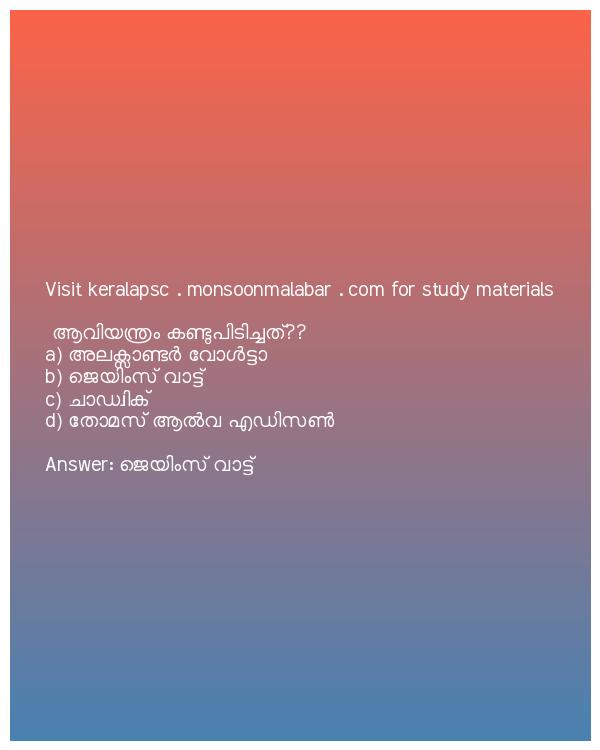 Visit keralapsc . monsoonmalabar . com for study materials
ആവിയന്ത്രം കണ്ടുപിടിച്ചത്??
a) അലക്സാണ്ടർ വോൾട്ടാ
b) ജെയിംസ് വാട്ട്
c) ചാഡ്വിക്
d) തോമസ് ആൽവ എഡിസൺ
Answer: ജെയിംസ് വാട്ട്